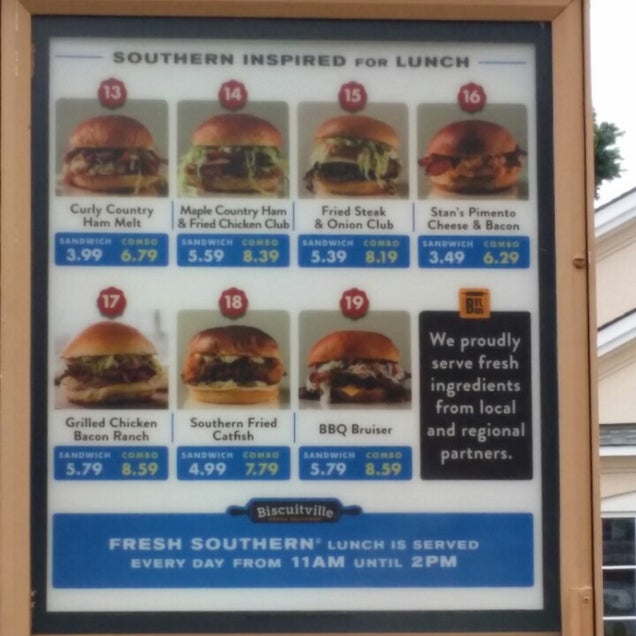 SOUTHERN INSPIRED FOR LUNCH
13
14
15
16
Curly Country
Ham Melt
Maple Country Ham
& Fried Chicken Club
Fried Steak
& Onion Club
Stan's Pimento
Cheese & Bacon
SANDWICH COMBO
3.99 6.79
SANDWICH COMBO
5.59 8.39
SANDWICH COMBO
5.39 8.19
SANDWICH COMBO
3.49 6.29
17
18
19
Grilled Chicken
Bacon Ranch
Southern Fried
Catfish
BBQ Bruiser
SANDWICH COMBO
5.79 8.59
SANDWICH COMBO
4.99 7.79
SANDWICH COMBO
5.79 8.59
We proudly
serve fresh
ingredients
from local
and regional
partners.
Biscuitville
FRESH SOUTHERN® LUNCH IS SERVED
EVERY DAY FROM 11AM UNTIL 2PM